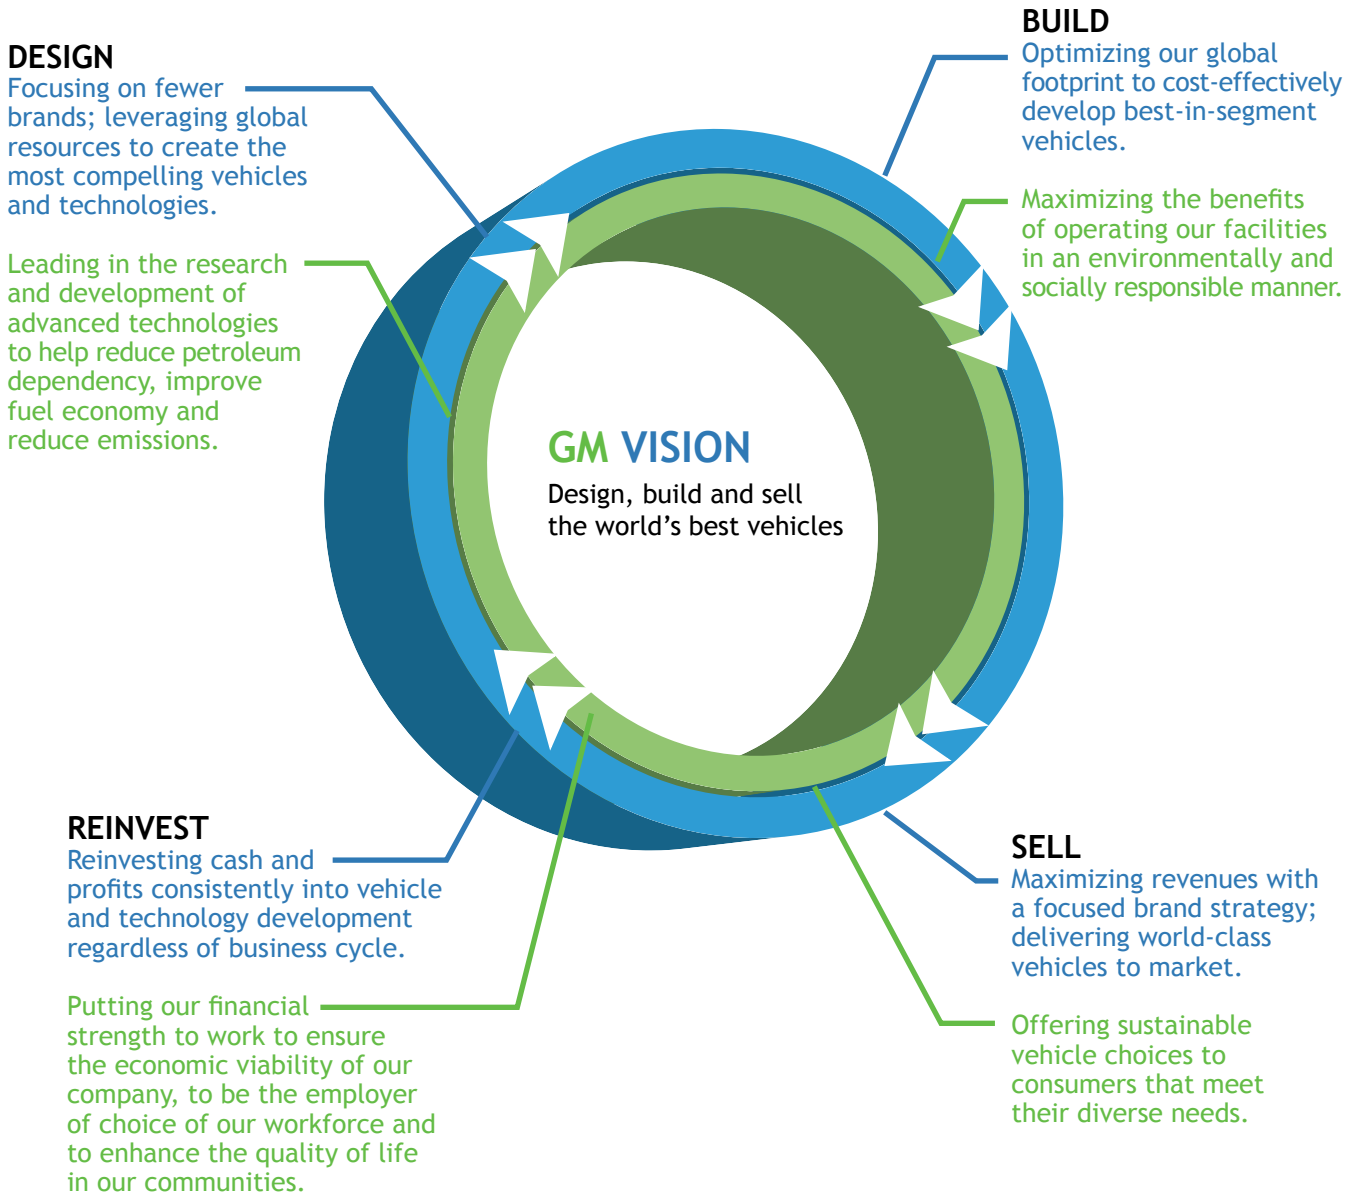 DESIGN
Focusing on fewer
brands; leveraging global
resources to create the
most compelling vehicles
and technologies.
Leading in the research
and development of
advanced technologies
to help reduce petroleum
dependency, improve
fuel economy and
reduce emissions.
BUILD
Optimizing our global
footprint to cost-effectively
develop best-in-segment
vehicles.
Maximizing the benefits
of operating our facilities
in an environmentally and
socially responsible manner.
GM VISION
Design, build and sell
the world’s best vehicles
REINVEST
Reinvesting cash and
profits consistently into vehicle
and technology development
regardless of business cycle.
Putting our financial
strength to work to ensure
the economic viability of our
company, to be the employer
of choice of our workforce and
to enhance the quality of life
in our communities.
SELL
Maximizing revenues with
a focused brand strategy;
delivering world-class
vehicles to market.
Offering sustainable
vehicle choices to
consumers that meet
their diverse needs.